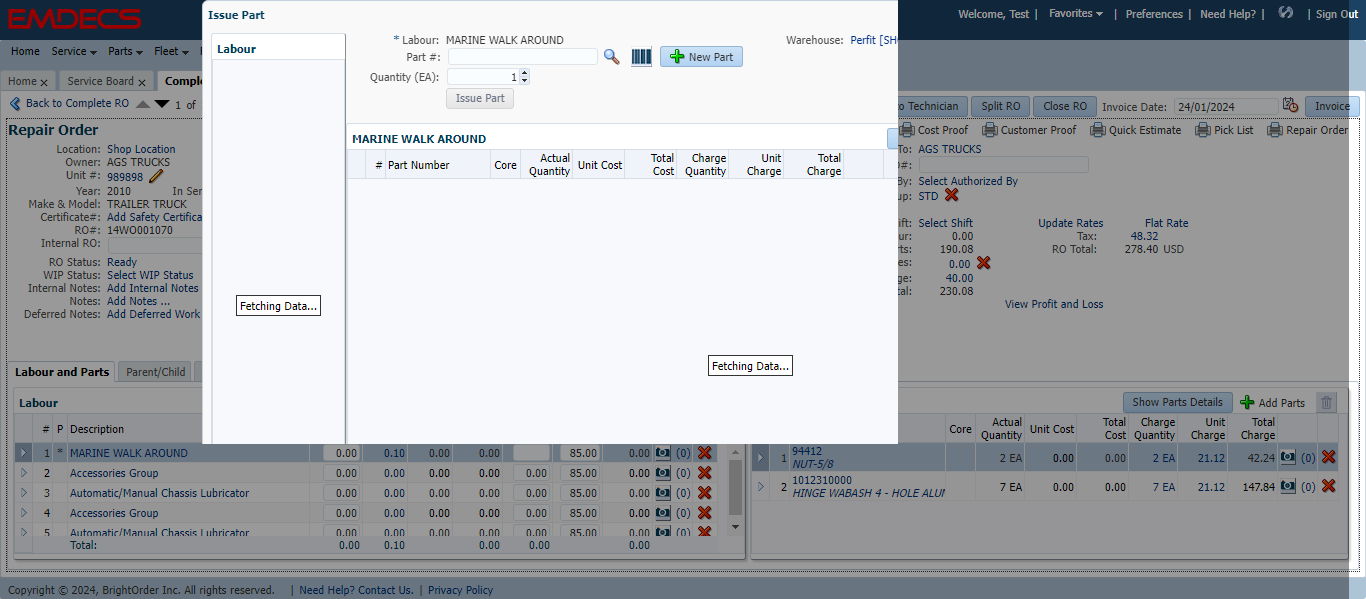 EMDECS
Welcome, Test | Favorites | Preferences | Need Help? | | Sign Out
Home Service Parts Fleet
Home Service Board
Back to Complete RO 1 of
Issue Part
Labour
* Labour: MARINE WALK AROUND
Warehouse: Perfit [SH
Part #: New Part
Quantity (EA): 1
Issue Part
MARINE WALK AROUND
# Part Number Core Actual Quantity Unit Cost Total Cost Charge Quantity Unit Charge Total Charge
Fetching Data...
Fetching Data...
to Technician Split RO Close RO Invoice Date: 24/01/2024 Invoice
Cost Proof Customer Proof Quick Estimate Pick List Repair Order
Repair Order
Location: Shop Location
Owner: AGS TRUCKS
Unit #: 989898
Year: 2010 In Ser
Make & Model: TRAILER TRUCK
Certificate#: Add Safety Certifica
RO#: 14WO001070
Internal RO:
RO Status: Ready
WIP Status: Select WIP Status
Internal Notes: Add Internal Notes
Notes: Add Notes ...
Deferred Notes: Add Deferred Work
To: AGS TRUCKS
#:
By: Select Authorized By
up: STD
ift: Select Shift
ur: 0.00
rts: 190.08
es: 0.00
ge: 40.00
tal: 230.08
Update Rates Flat Rate
Tax: 48.32
RO Total: 278.40 USD
View Profit and Loss
Labour and Parts Parent/Child
Labour
# P Description
1 * MARINE WALK AROUND 0.00 0.10 0.00 0.00 85.00 0.00 (0)
2 Accessories Group 0.00 0.00 0.00 0.00 0.00 85.00 0.00 (0)
3 Automatic/Manual Chassis Lubricator 0.00 0.00 0.00 0.00 0.00 85.00 0.00 (0)
4 Accessories Group 0.00 0.00 0.00 0.00 0.00 85.00 0.00 (0)
5 Automatic/Manual Chassis Lubricator 0.00 0.00 0.00 0.00 0.00 85.00 0.00 (0)
Total: 0.00 0.10 0.00 0.00 0.00
Show Parts Details Add Parts
Core Actual Quantity Unit Cost Total Cost Charge Quantity Unit Charge Total Charge
1 94412 2 EA 0.00 0.00 2 EA 21.12 42.24 (0)
NUT-5/8
2 1012310000 7 EA 0.00 0.00 7 EA 21.12 147.84 (0)
HINGE WABASH 4 - HOLE ALUM
Copyright © 2024, BrightOrder Inc. All rights reserved. | Need Help? Contact Us. | Privacy Policy